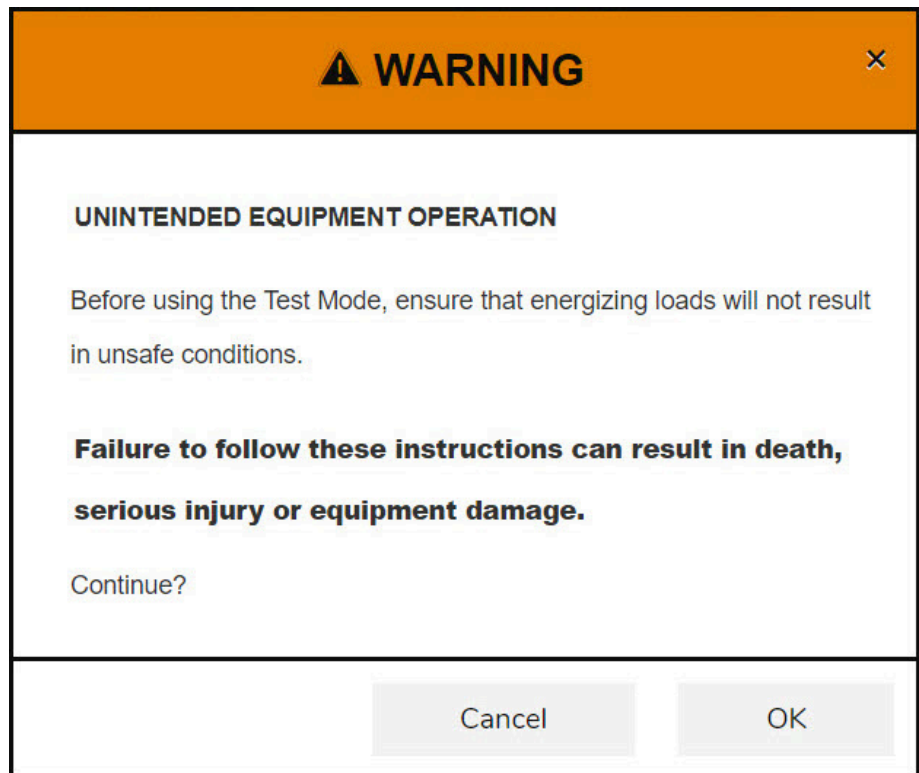 WARNING ×
UNINTENDED EQUIPMENT OPERATION
Before using the Test Mode, ensure that energizing loads will not result
in unsafe conditions.
Failure to follow these instructions can result in death,
serious injury or equipment damage.
Continue?
Cancel OK